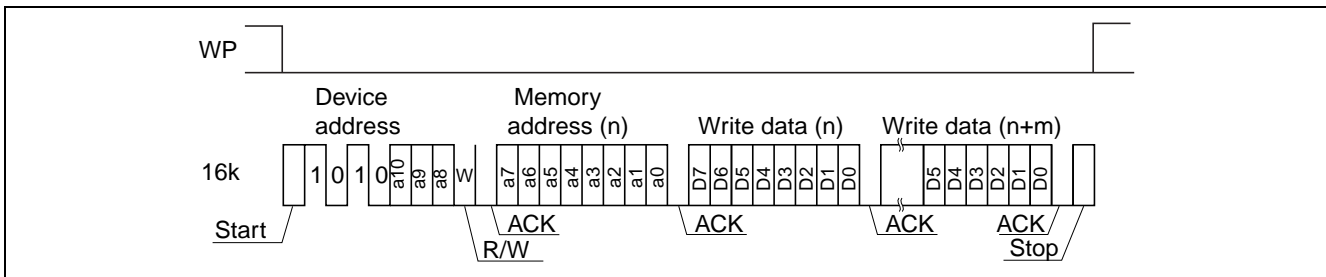 WP
Device
address
Memory
address (n)
Write data (n)
Write data (n+m)
16k
1 0 1 0 a10 a9 a8 W a7 a6 a5 a4 a3 a2 a1 a0 D7 D6 D5 D4 D3 D2 D1 D0 D5 D4 D3 D2 D1 D0
Start
R/W
ACK
ACK
ACK
ACK
Stop